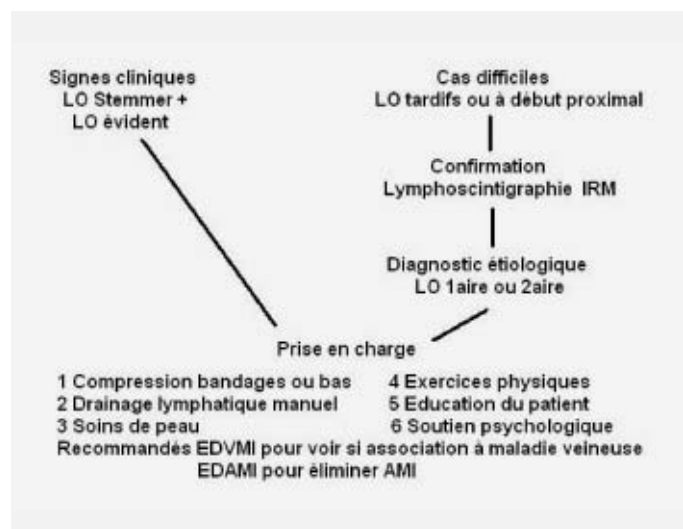 Signes cliniques
LO Stemmer +
LO évident
Cas difficiles
LO tardifs ou à début proximal
Confirmation
Lymphoscintigraphie IRM
Diagnostic étiologique
LO 1aire ou 2aire
Prise en charge
1 Compression bandages ou bas
2 Drainage lymphatique manuel
3 Soins de peau
4 Exercices physiques
5 Education du patient
6 Soutien psychologique
Recommandés EDVMI pour voir si association à maladie veineuse
EDAMI pour éliminer AMI